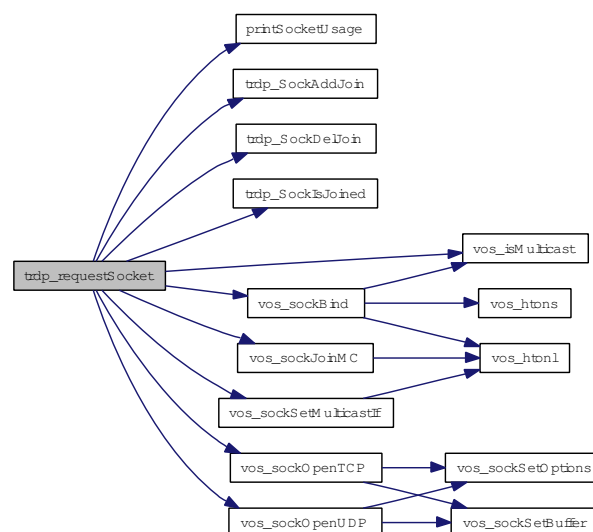 printSocketUsage
trdp_SockAddJoin
trdp_SockDelJoin
trdp_SockIsJoined
vos_isMulticast
trdp_requestSocket
vos_sockBind
vos_htons
vos_sockJoinMC
vos_htonl
vos_sockSetMulticastIf
vos_sockOpenTCP
vos_sockSetOptions
vos_sockOpenUDP
vos_sockSetBuffer